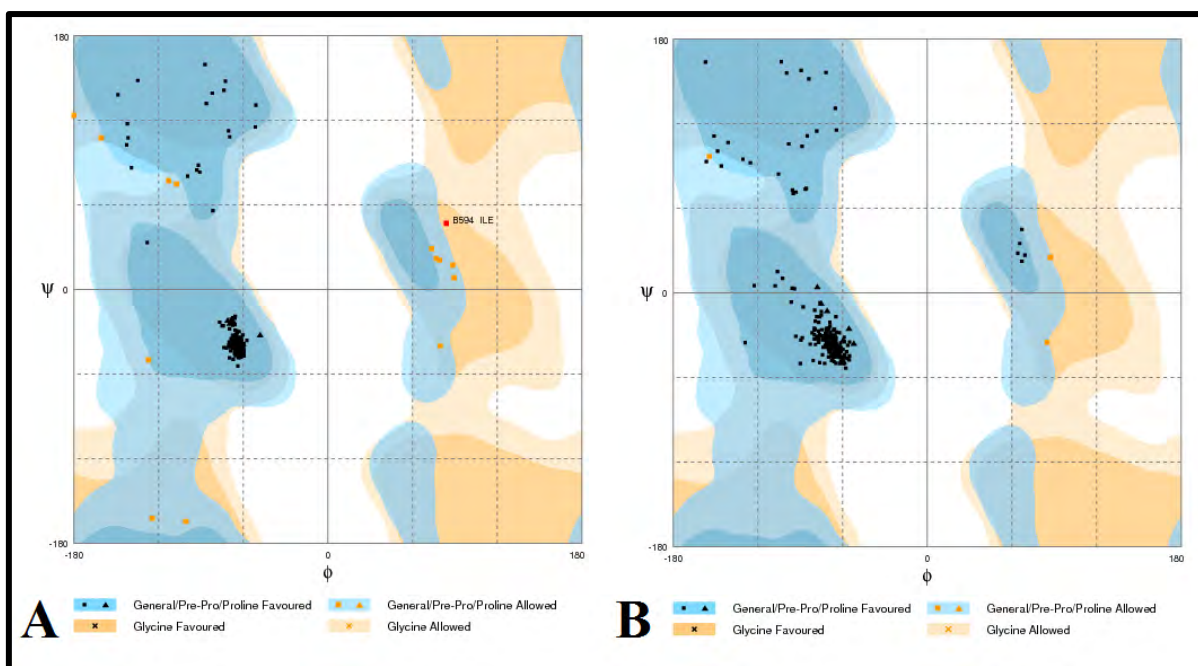 180
B594 ILE
ψ
0
-180
-180
0
180
ϕ
A
General/Pre-Pro/Proline Favoured
General/Pre-Pro/Proline Allowed
Glycine Favoured
Glycine Allowed
180
ψ
0
-180
-180
0
180
ϕ
B
General/Pre-Pro/Proline Favoured
General/Pre-Pro/Proline Allowed
Glycine Favoured
Glycine Allowed